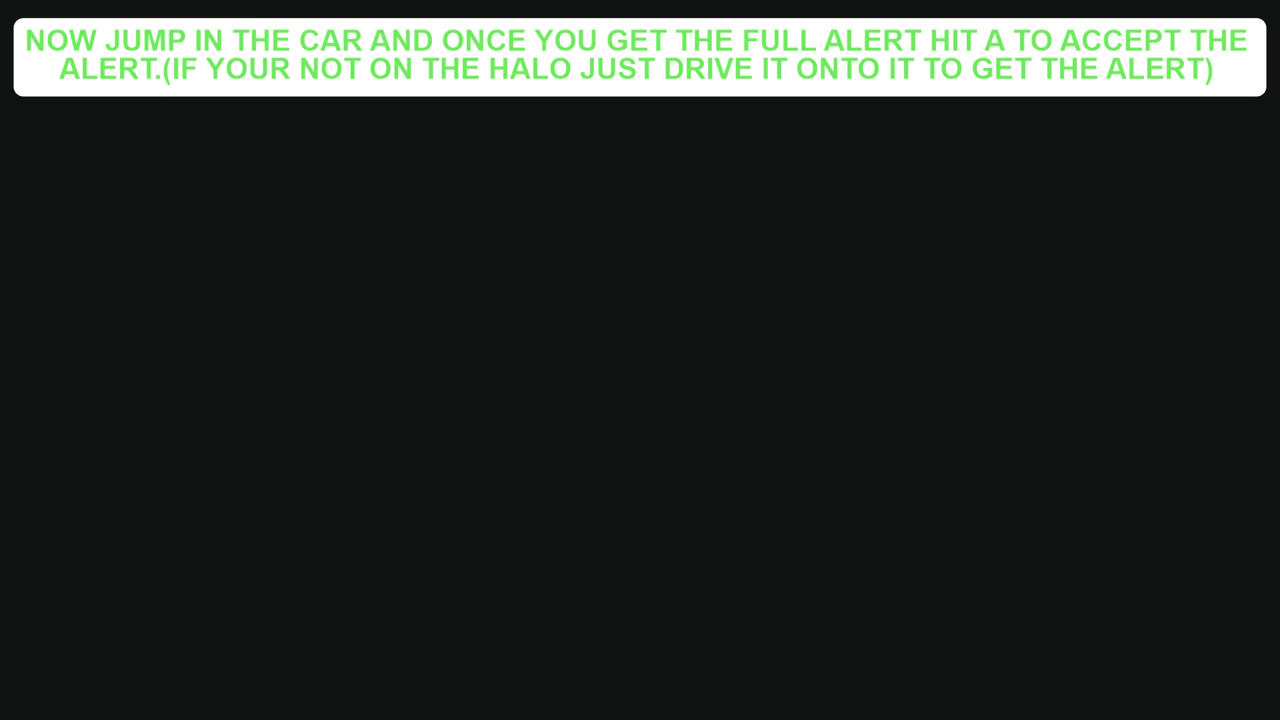 NOW JUMP IN THE CAR AND ONCE YOU GET THE FULL ALERT HIT A TO ACCEPT THE
ALERT.(IF YOUR NOT ON THE HALO JUST DRIVE IT ONTO IT TO GET THE ALERT)